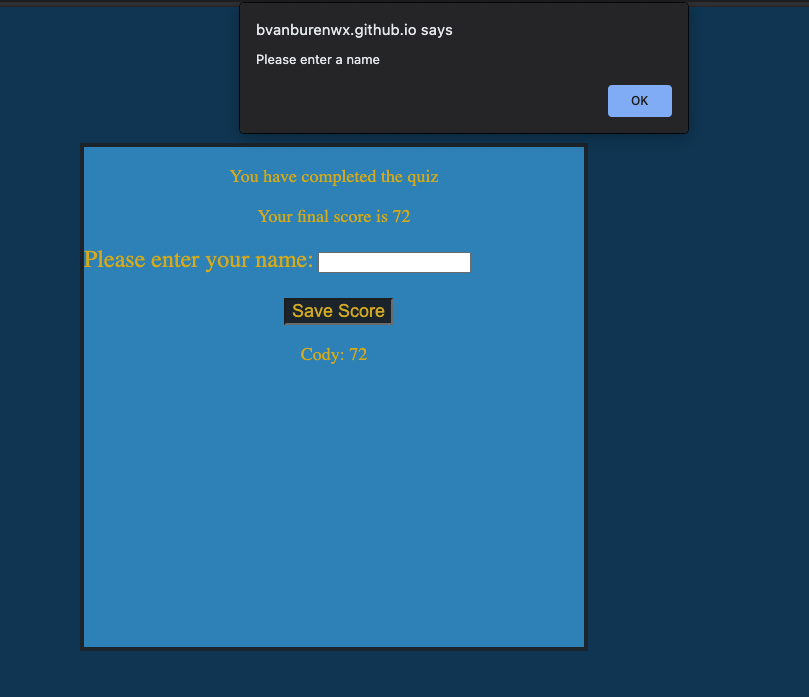 bvanburenwx.github.io says
Please enter a name
OK
You have completed the quiz
Your final score is 72
Please enter your name:
Save Score
Cody: 72